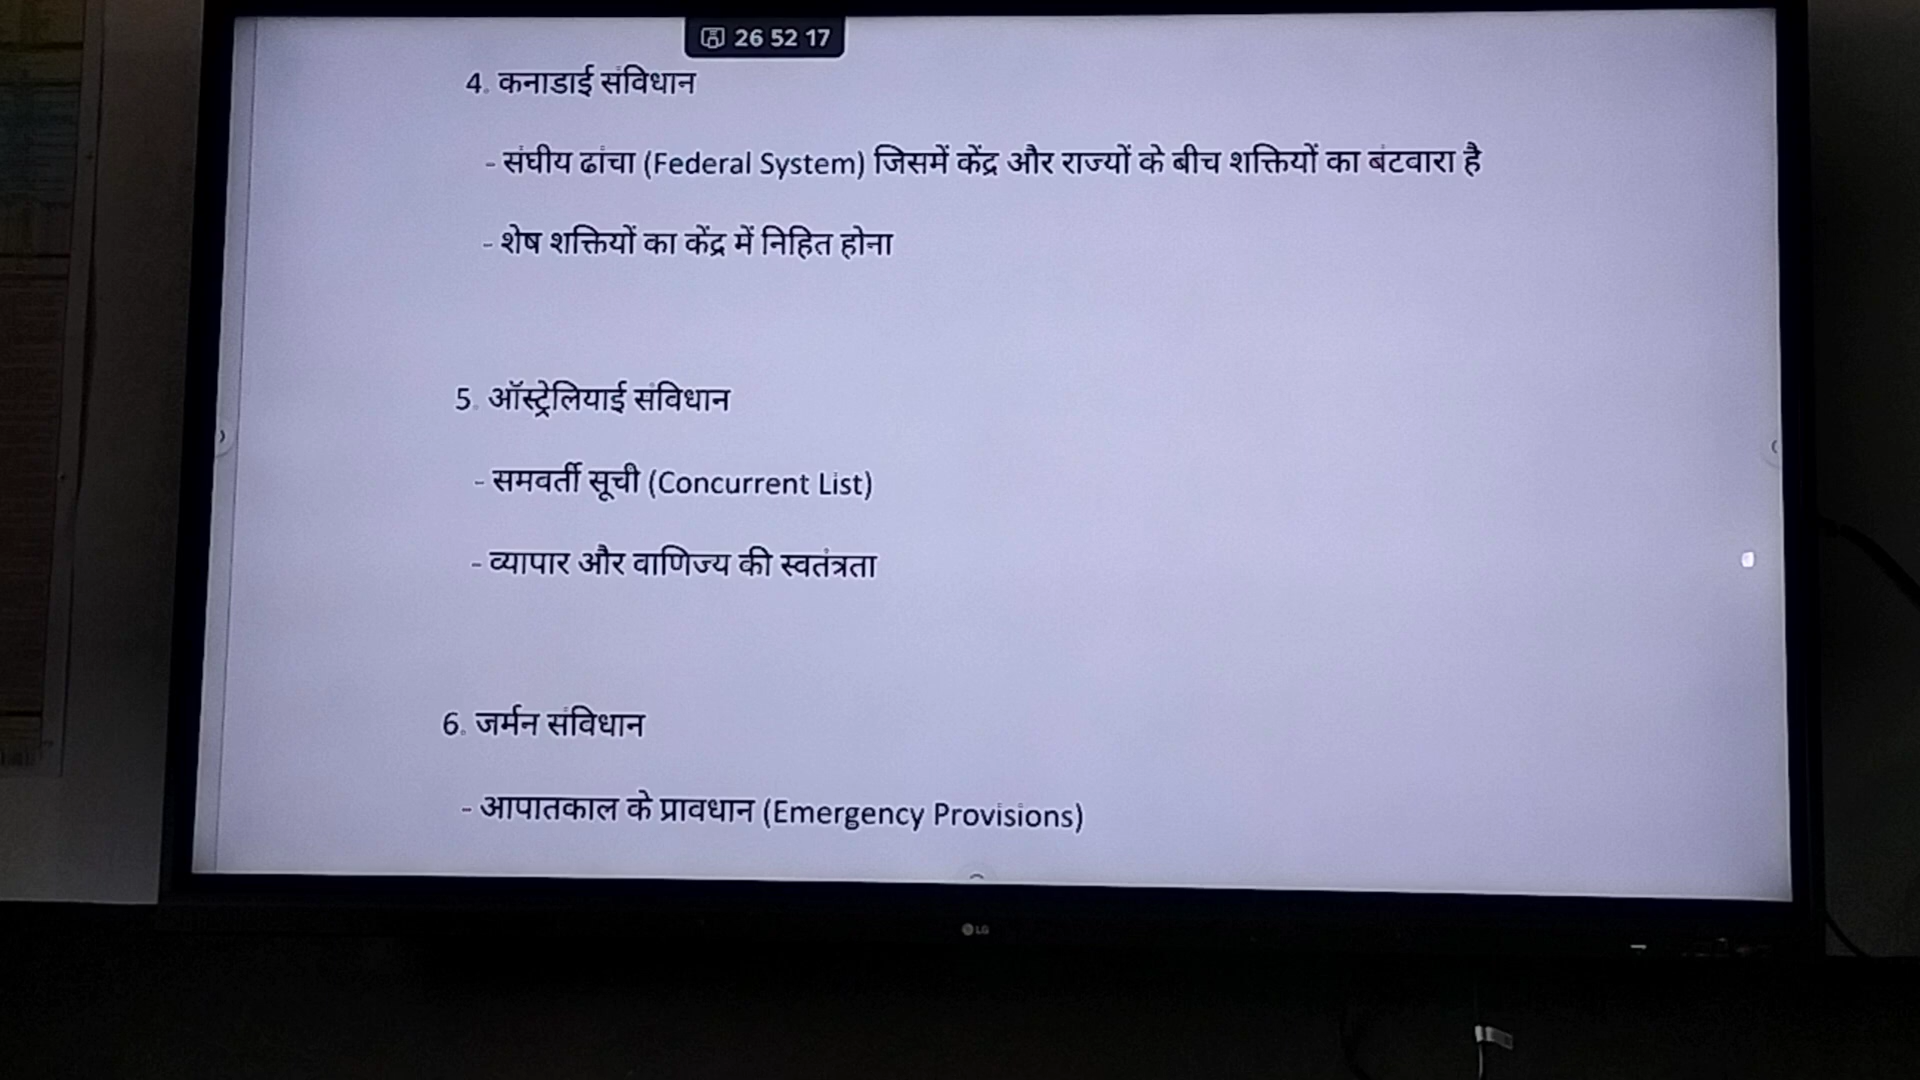 26 52 17
4. कनाडाई संविधान
- संघीय ढांचा (Federal System) जिसमें केंद्र और राज्यों के बीच शक्तियों का बंटवारा है
- शेष शक्तियों का केंद्र में निहित होना
5. ऑस्ट्रेलियाई संविधान
- समवर्ती सूची (Concurrent List)
- व्यापार और वाणिज्य की स्वतंत्रता
6. जर्मन संविधान
- आपातकाल के प्रावधान (Emergency Provisions)
LG